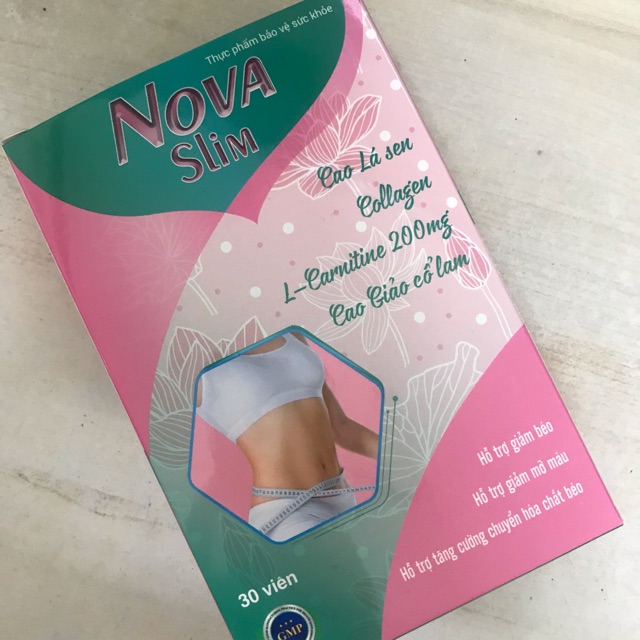 Thực phẩm bảo vệ sức khỏe
NOVA
SLiM
Cao Lá sen
Collagen
L-Carnitine 200mg
Cao Giảo cổ lam
Hỗ trợ giảm béo
Hỗ trợ giảm mỡ máu
Hỗ trợ tăng cường chuyển hóa chất béo
30 viên
GMP